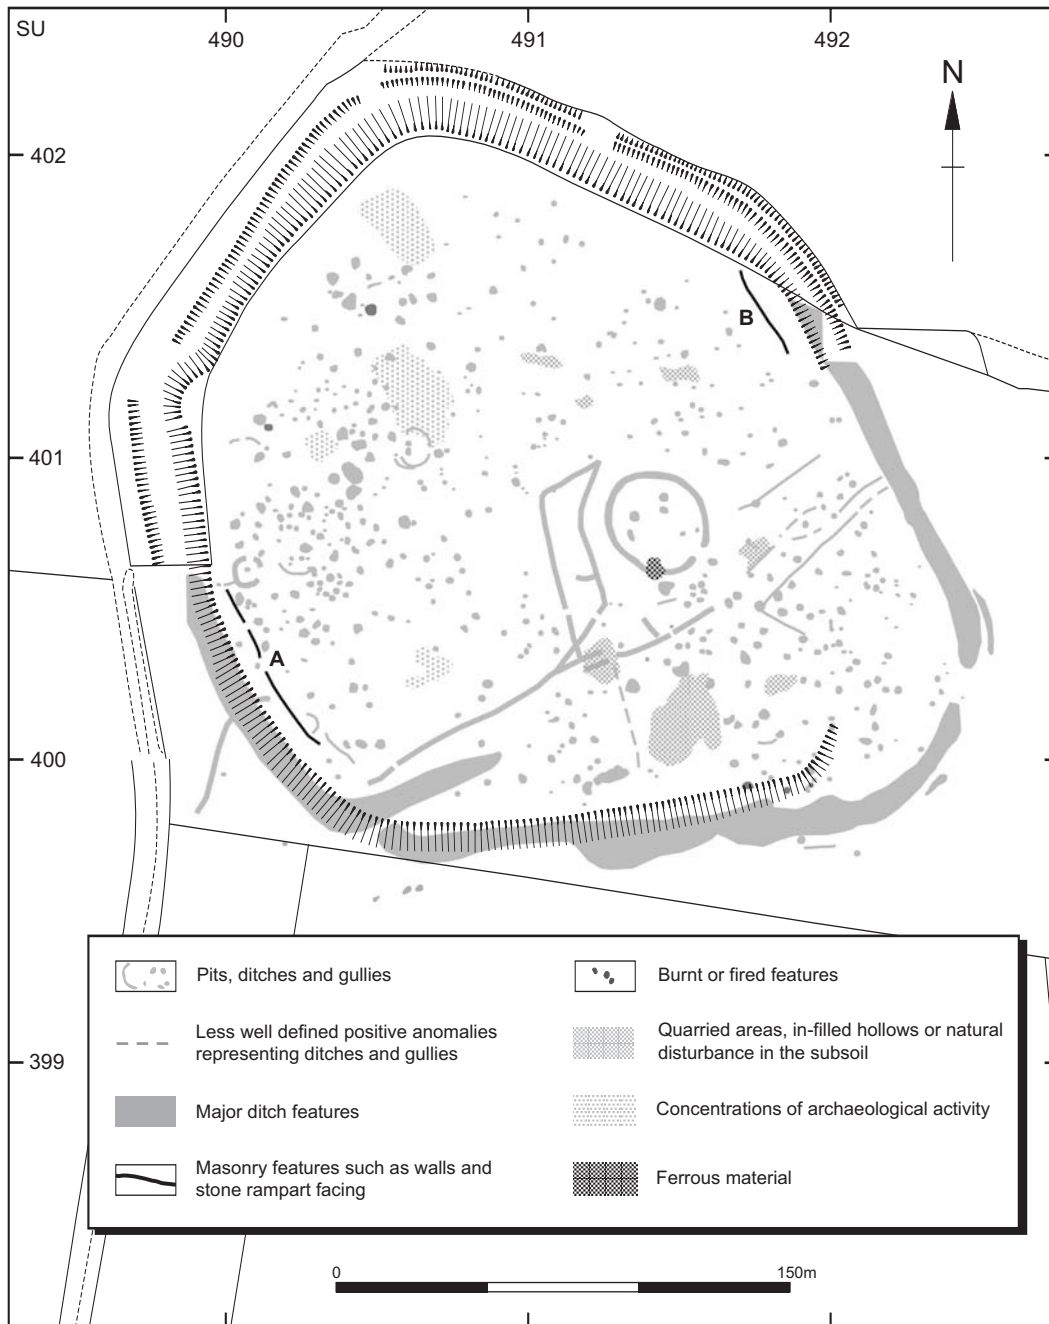 SU
490
491
492
N
402
B
401
A
400
Pits, ditches and gullies
Less well defined positive anomalies
representing ditches and gullies
Major ditch features
Masonry features such as walls and
stone rampart facing
Burnt or fired features
Quarried areas, in-filled hollows or natural
disturbance in the subsoil
Concentrations of archaeological activity
Ferrous material
399
0
150m